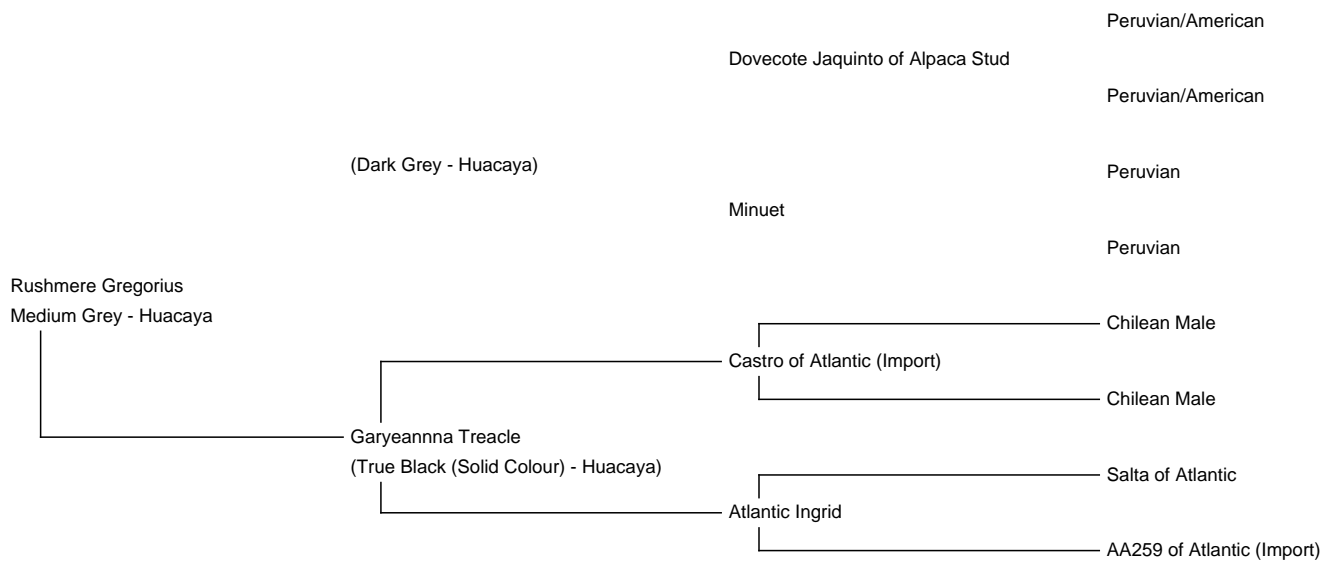 Peruvian/American
Dovecote Jaquinto of Alpaca Stud
Peruvian/American
(Dark Grey - Huacaya)
Peruvian
Minuet
Peruvian
Rushmere Gregorius
Medium Grey - Huacaya
Chilean Male
Castro of Atlantic (Import)
Chilean Male
Garyeannna Treacle
(True Black (Solid Colour) - Huacaya)
Salta of Atlantic
Atlantic Ingrid
AA259 of Atlantic (Import)